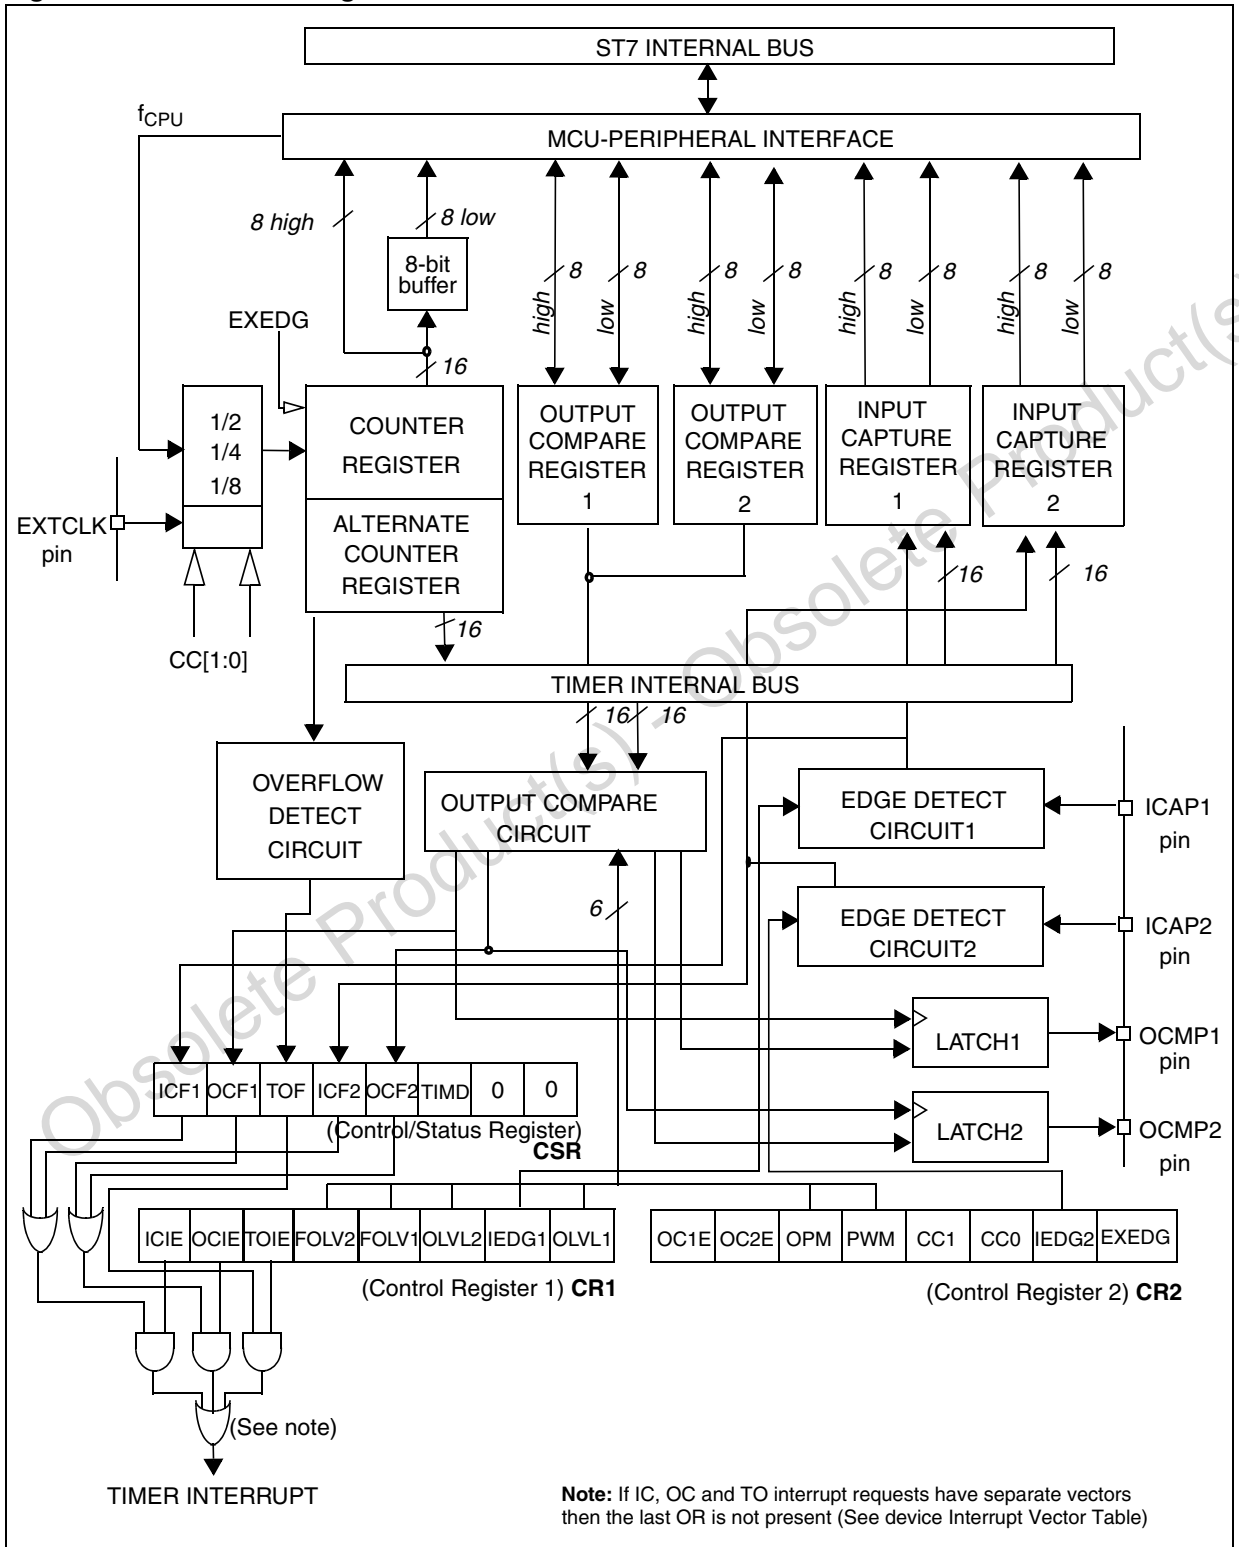 ST7 INTERNAL BUS
fCPU
MCU-PERIPHERAL INTERFACE
8 high
8 low
8-bit
buffer
high
8
low
8
high
8
low
8
high
8
low
8
high
8
low
8
EXEDG
16
1/2
1/4
1/8
COUNTER
REGISTER
OUTPUT
COMPARE
REGISTER
1
OUTPUT
COMPARE
REGISTER
2
INPUT
CAPTURE
REGISTER
1
INPUT
CAPTURE
REGISTER
2
EXTCLK
pin
ALTERNATE
COUNTER
REGISTER
16
16
16
CC[1:0]
TIMER INTERNAL BUS
16
16
OVERFLOW
DETECT
CIRCUIT
OUTPUT COMPARE
CIRCUIT
EDGE DETECT
CIRCUIT1
ICAP1
pin
6
EDGE DETECT
CIRCUIT2
ICAP2
pin
LATCH1
OCMP1
pin
ICF1 OCF1 TOF ICF2 OCF2 TIMD 0 0
(Control/Status Register)
CSR
LATCH2
OCMP2
pin
ICIE OCIE TOIE FOLV2 FOLV1 OLVL2 IEDG1 OLVL1
OC1E OC2E OPM PWM CC1 CC0 IEDG2 EXEDG
(Control Register 1) CR1
(Control Register 2) CR2
(See note)
TIMER INTERRUPT
Note: If IC, OC and TO interrupt requests have separate vectors
then the last OR is not present (See device Interrupt Vector Table)
Obsolete Product(s) - Obsolete Product(s